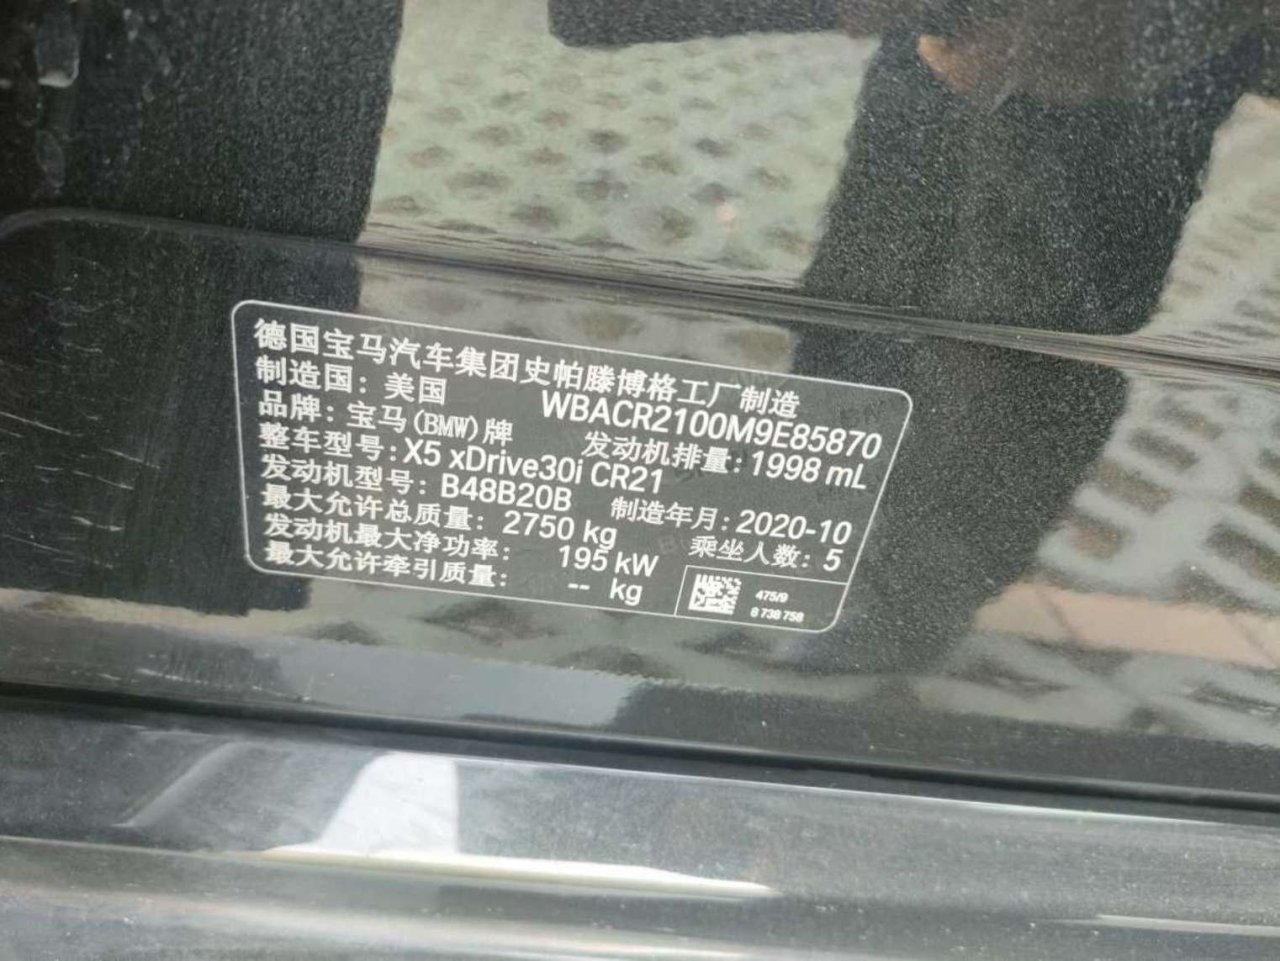 德国宝马汽车集团史帕滕博格工厂制造
制造国：美国 WBACR2100M9E85870
品牌：宝马(BMW)牌 发动机排量：1998 mL
整车型号：X5 xDrive30i CR21
发动机型号：B48B20B 制造年月：2020-10
最大允许总质量：2750 kg 乘坐人数：5
发动机最大净功率：195 kW
最大允许牵引质量：-- kg
475/9
6 738 758